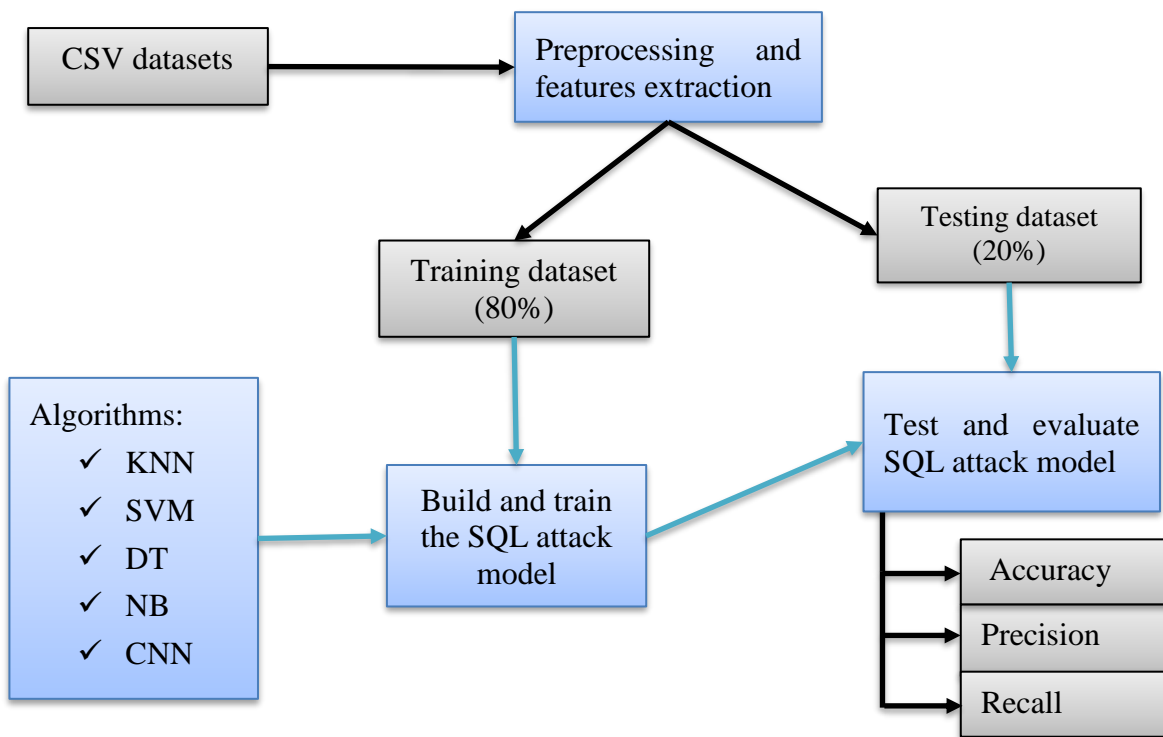 CSV datasets
Preprocessing and
features extraction
Testing dataset
(20%)
Training dataset
(80%)
Algorithms:
✓ KNN
✓ SVM
✓ DT
✓ NB
✓ CNN
Build and train
the SQL attack
model
Test and evaluate
SQL attack model
Accuracy
Precision
Recall